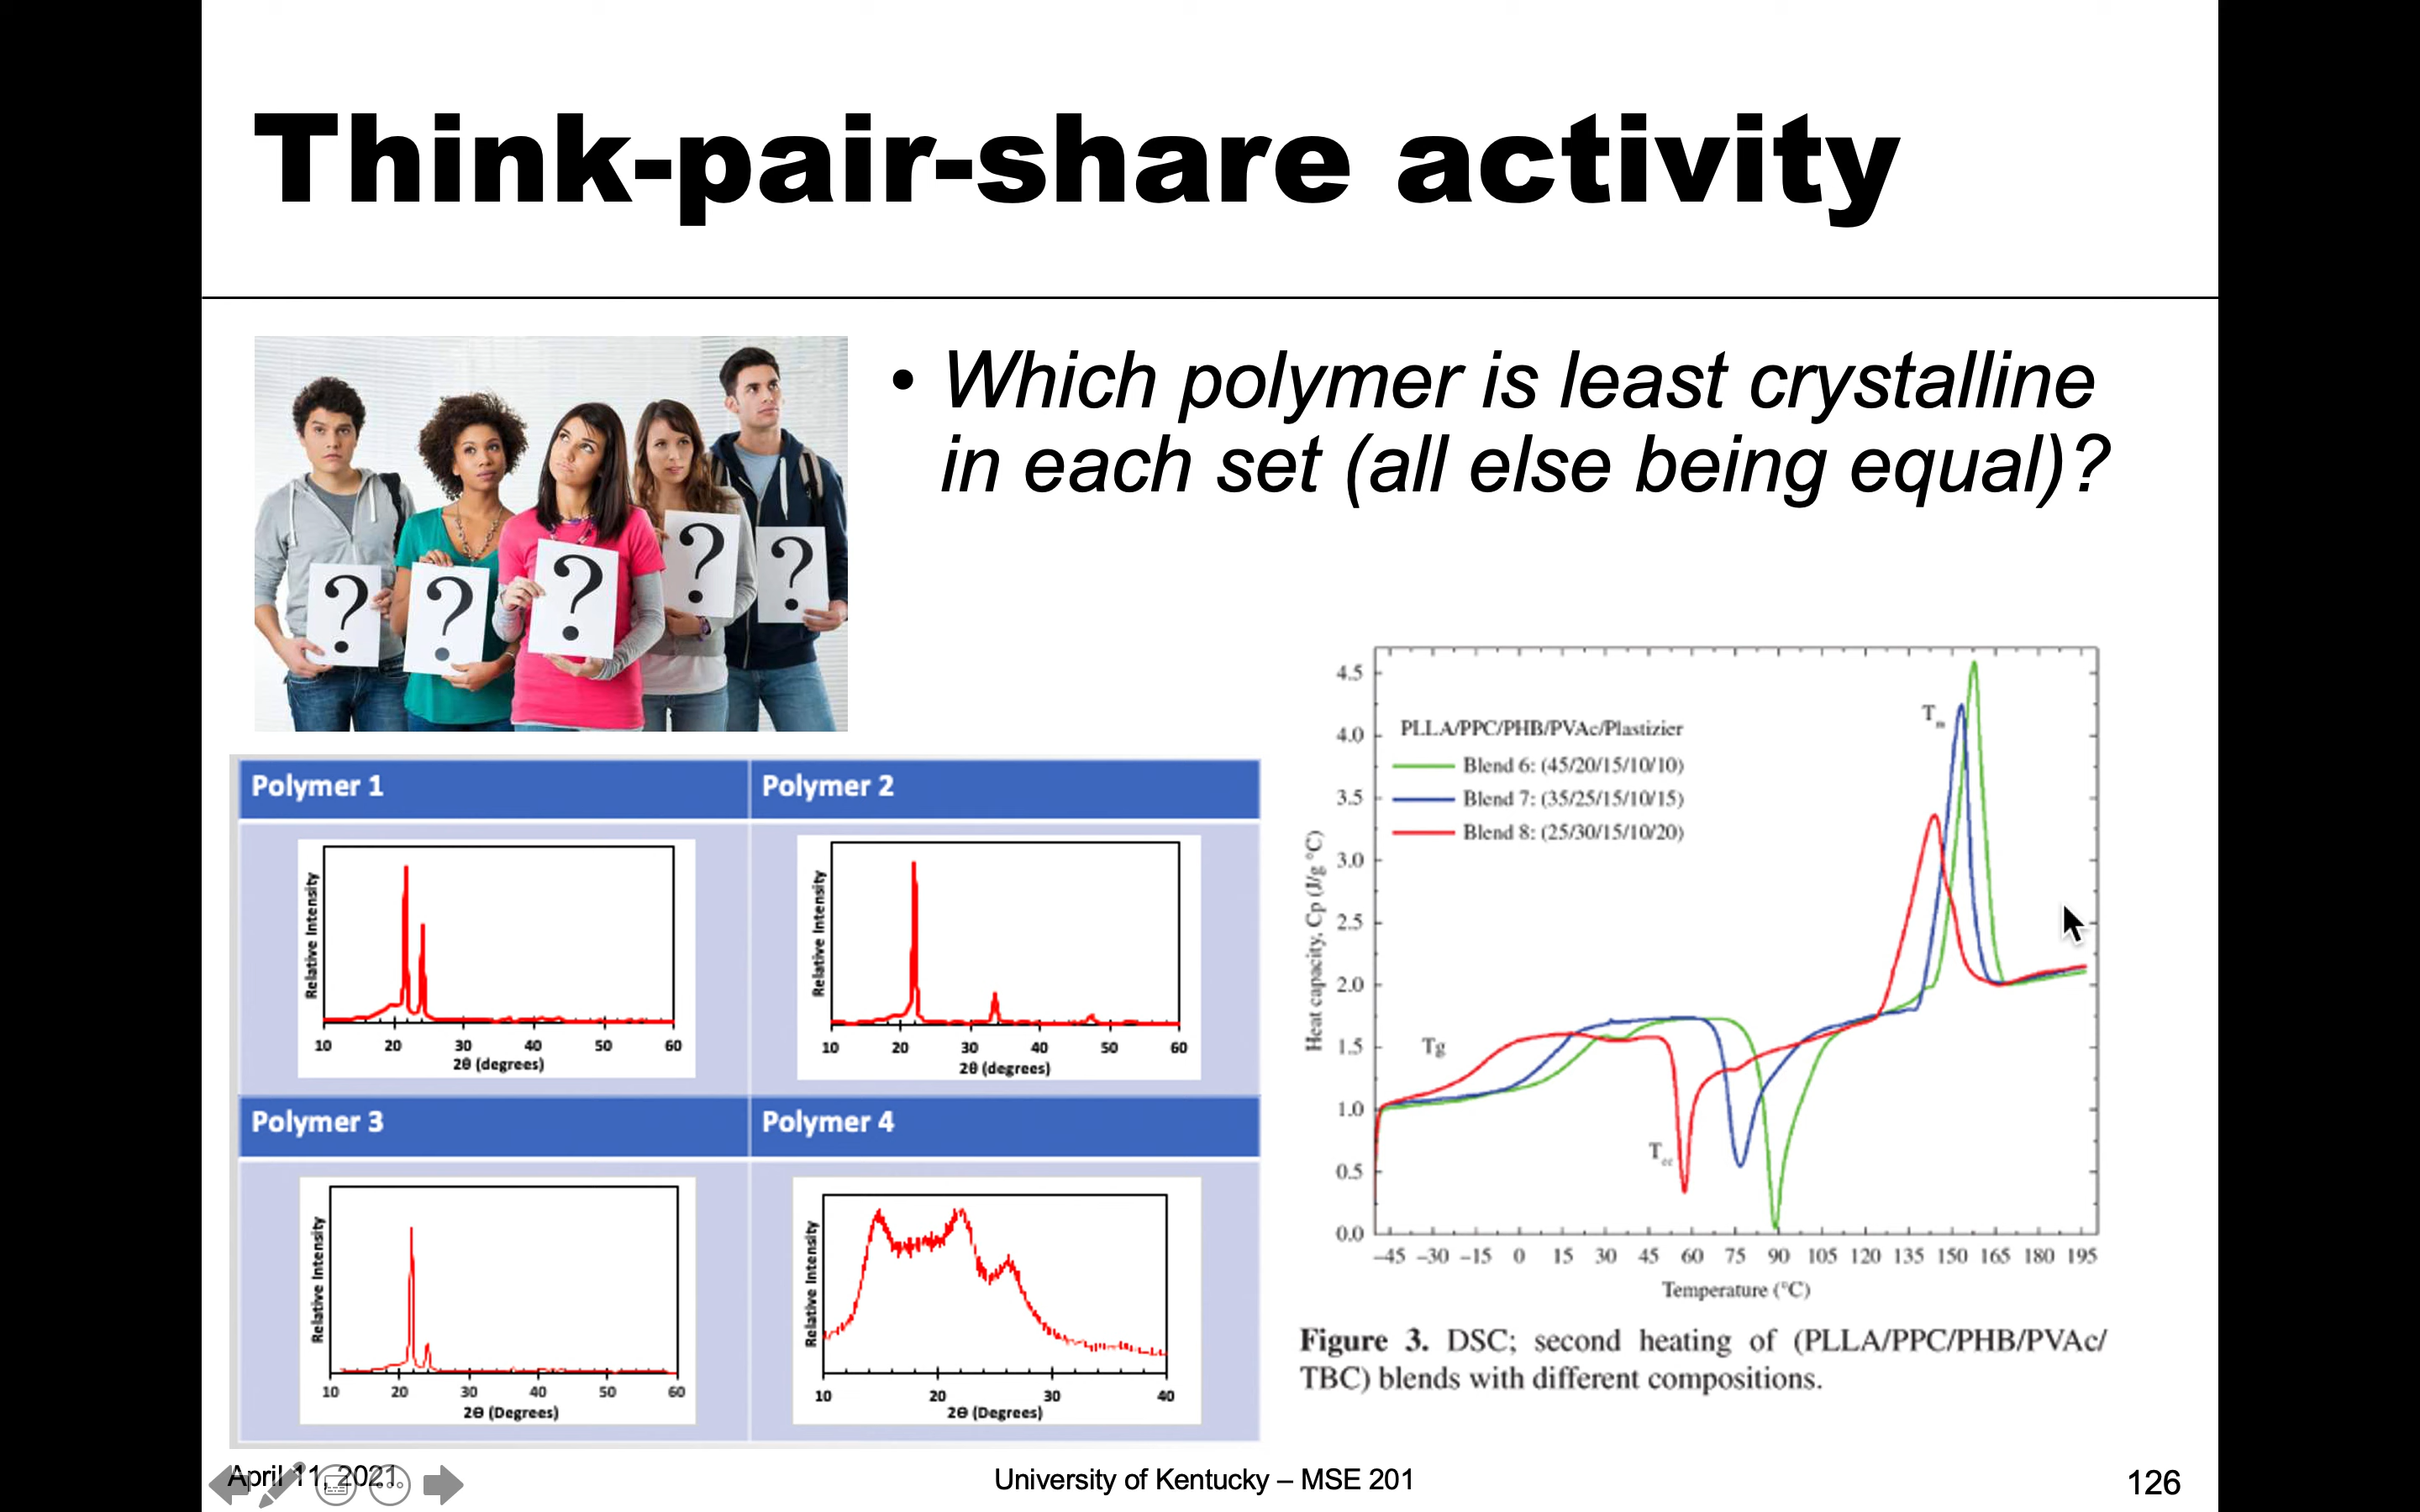 Think-pair-share activity
• Which polymer is least crystalline
in each set (all else being equal)?
?
?
?
?
?
Polymer 1
Polymer 2
Relative Intensity
10 20 30 40 50 60
2θ (degrees)
Relative Intensity
10 20 30 40 50 60
2θ (degrees)
Polymer 3
Polymer 4
Relative Intensity
10 20 30 40 50 60
2θ (Degrees)
Relative Intensity
10 20 30 40
2θ (Degrees)
PLLA/PPC/PHB/PVAc/Plastizier
Blend 6: (45/20/15/10/10)
Blend 7: (35/25/15/10/15)
Blend 8: (25/30/15/10/20)
Tm
Tg
Tcc
Heat capacity, Cp (J/g °C)
4.5
4.0
3.5
3.0
2.5
2.0
1.5
1.0
0.5
0.0
–45 –30 –15 0 15 30 45 60 75 90 105 120 135 150 165 180 195
Temperature (°C)
Figure 3. DSC; second heating of (PLLA/PPC/PHB/PVAc/
TBC) blends with different compositions.
April 11, 2021
University of Kentucky – MSE 201
126